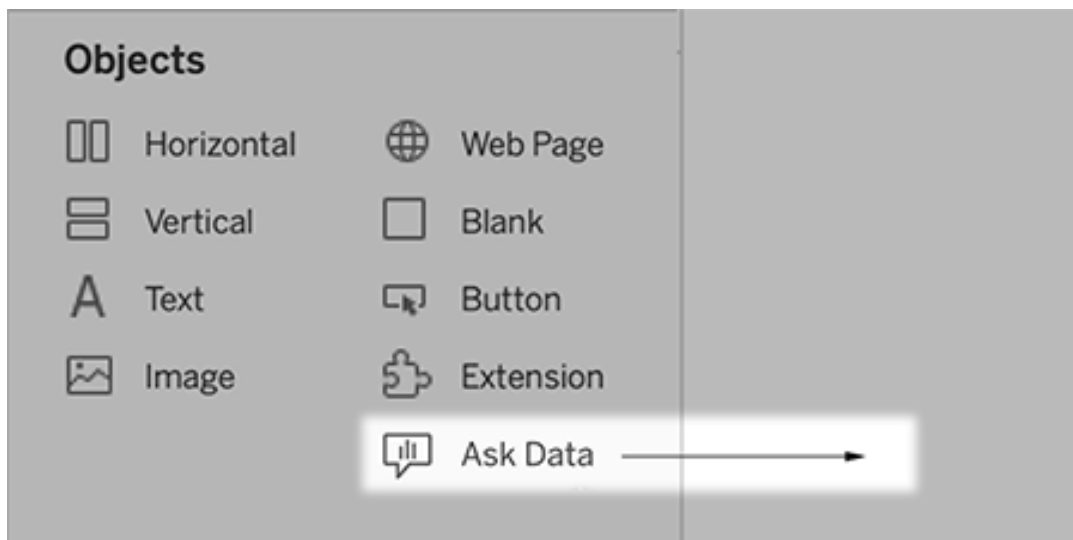 Objects
Horizontal
Web Page
Vertical
Blank
Text
Button
Image
Extension
Ask Data